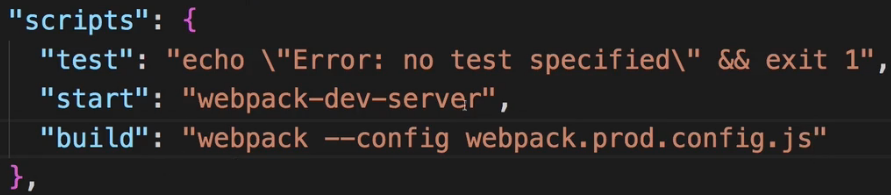 "scripts": {
"test": "echo \"Error: no test specified\" && exit 1",
"start": "webpack-dev-server",
"build": "webpack --config webpack.prod.config.js"
},